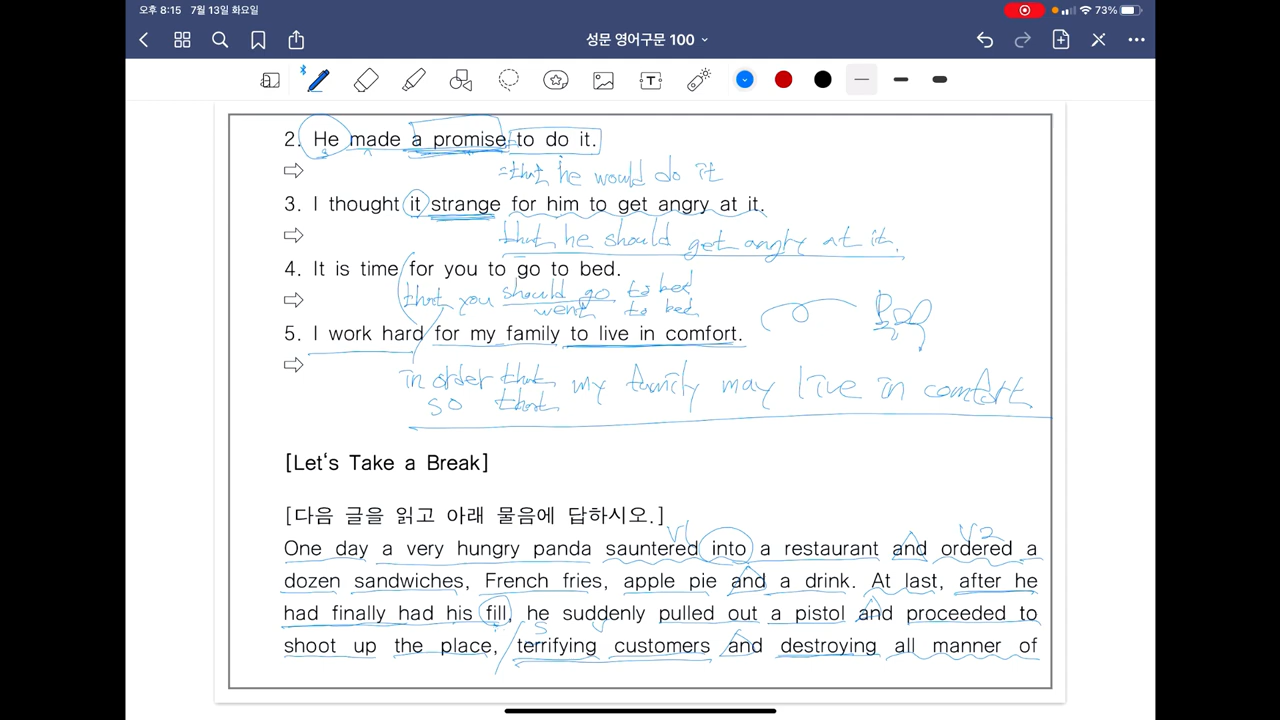 오후 8:15 7월 13일 화요일
73%
성문 영어구문 100
2. He made a promise to do it.
⇨ =that he would do it
3. I thought it strange for him to get angry at it.
⇨ that he should get angry at it.
4. It is time for you to go to bed.
⇨ that you should go to bed
went to bed
5. I work hard for my family to live in comfort.
⇨ in order that my family may live in comfort
so that
[Let's Take a Break]
[다음 글을 읽고 아래 물음에 답하시오.]
V1 V2
One day a very hungry panda sauntered into a restaurant and ordered a
dozen sandwiches, French fries, apple pie and a drink. At last, after he
had finally had his fill, he suddenly pulled out a pistol and proceeded to
S V
shoot up the place, terrifying customers and destroying all manner of